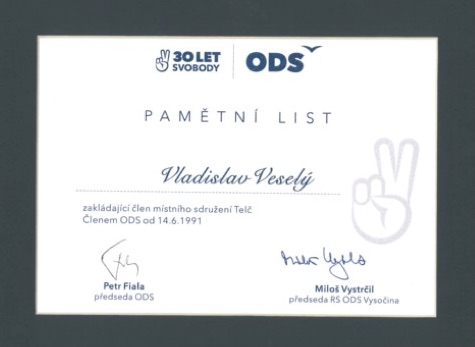 30 LET
SVOBODY
ODS
PAMĚTNÍ LIST
Vladislav Veselý
zakládající člen místního sdružení Telč
Členem ODS od 14.6.1991
Petr Fiala
předseda ODS
Miloš Vystrčil
předseda RS ODS Vysočina